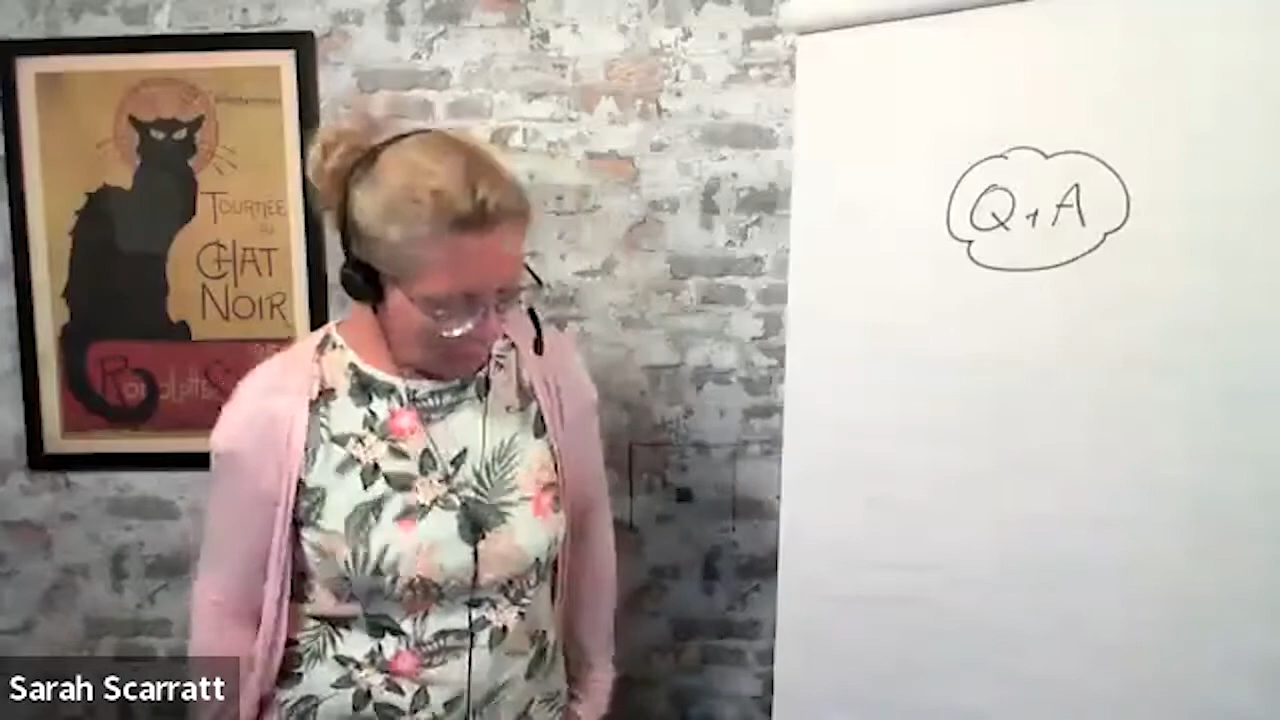 TOURNÉE
DU
CHAT
NOIR
Q + A
Sarah Scarratt